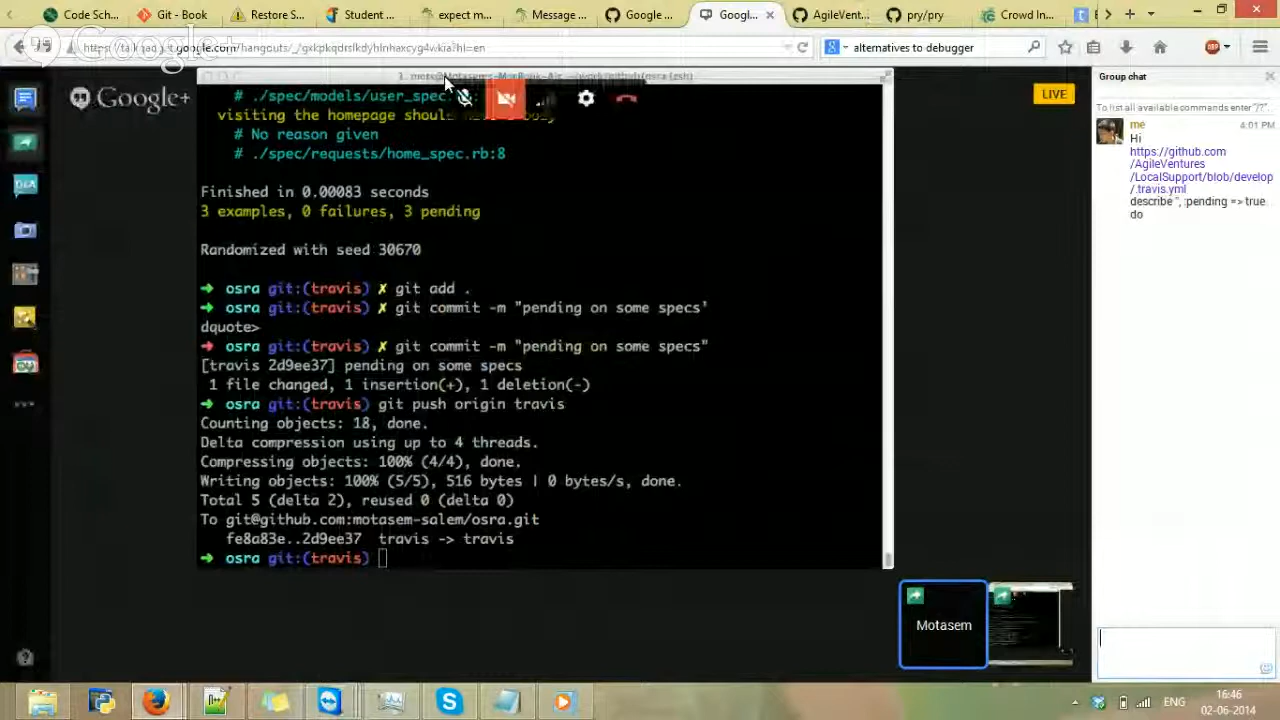 Code S...
Git - Book
Restore ...
Student ...
expect m...
Message ...
Google ...
Googl...
AgileVent...
pry/pry
Crowd In...
alternatives to debugger
Google+
LIVE
# ./spec/models/user_spec
visiting the homepage should
# No reason given
# ./spec/requests/home_spec.rb:8
Finished in 0.00083 seconds
3 examples, 0 failures, 3 pending
Randomized with seed 30670
➜ osra git:(travis) ✗ git add .
➜ osra git:(travis) ✗ git commit -m "pending on some specs'
dquote>
➜ osra git:(travis) ✗ git commit -m "pending on some specs"
[travis 2d9ee37] pending on some specs
1 file changed, 1 insertion(+), 1 deletion(-)
➜ osra git:(travis) git push origin travis
Counting objects: 18, done.
Delta compression using up to 4 threads.
Compressing objects: 100% (4/4), done.
Writing objects: 100% (5/5), 516 bytes | 0 bytes/s, done.
Total 5 (delta 2), reused 0 (delta 0)
To git@github.com:motasem-salem/osra.git
fe8a83e..2d9ee37 travis -> travis
➜ osra git:(travis)
Motasem
Group chat
To list all available commands enter "/?"
me 4:01 PM
Hi
https://github.com
/AgileVentures
/LocalSupport/blob/develop
/.travis.yml
describe '', :pending => true
do
ENG
16:46
02-06-2014